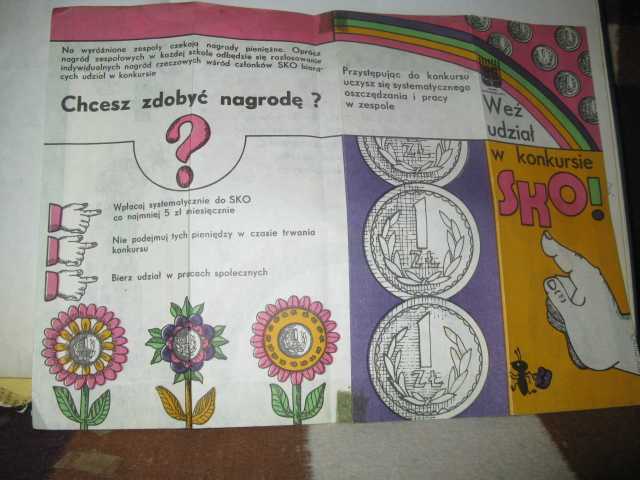 Na wyróżnione zespoły czekają nagrody pieniężne. Oprócz
nagród zespołowych w każdej szkole odbędzie się rozlosowanie
indywidualnych nagród rzeczowych wśród członków SKO biorą-
cych udział w konkursie
Chcesz zdobyć nagrodę ?
?
Wpłacaj systematycznie do SKO
co najmniej 5 zł miesięcznie
Nie podejmuj tych pieniędzy w czasie trwania
konkursu
Bierz udział w pracach społecznych
Przystępując do konkursu
uczysz się systematycznego
oszczędzania i pracy
w zespole
1
ZŁ
1
ZŁ
Weź
udział
w konkursie
SKO!